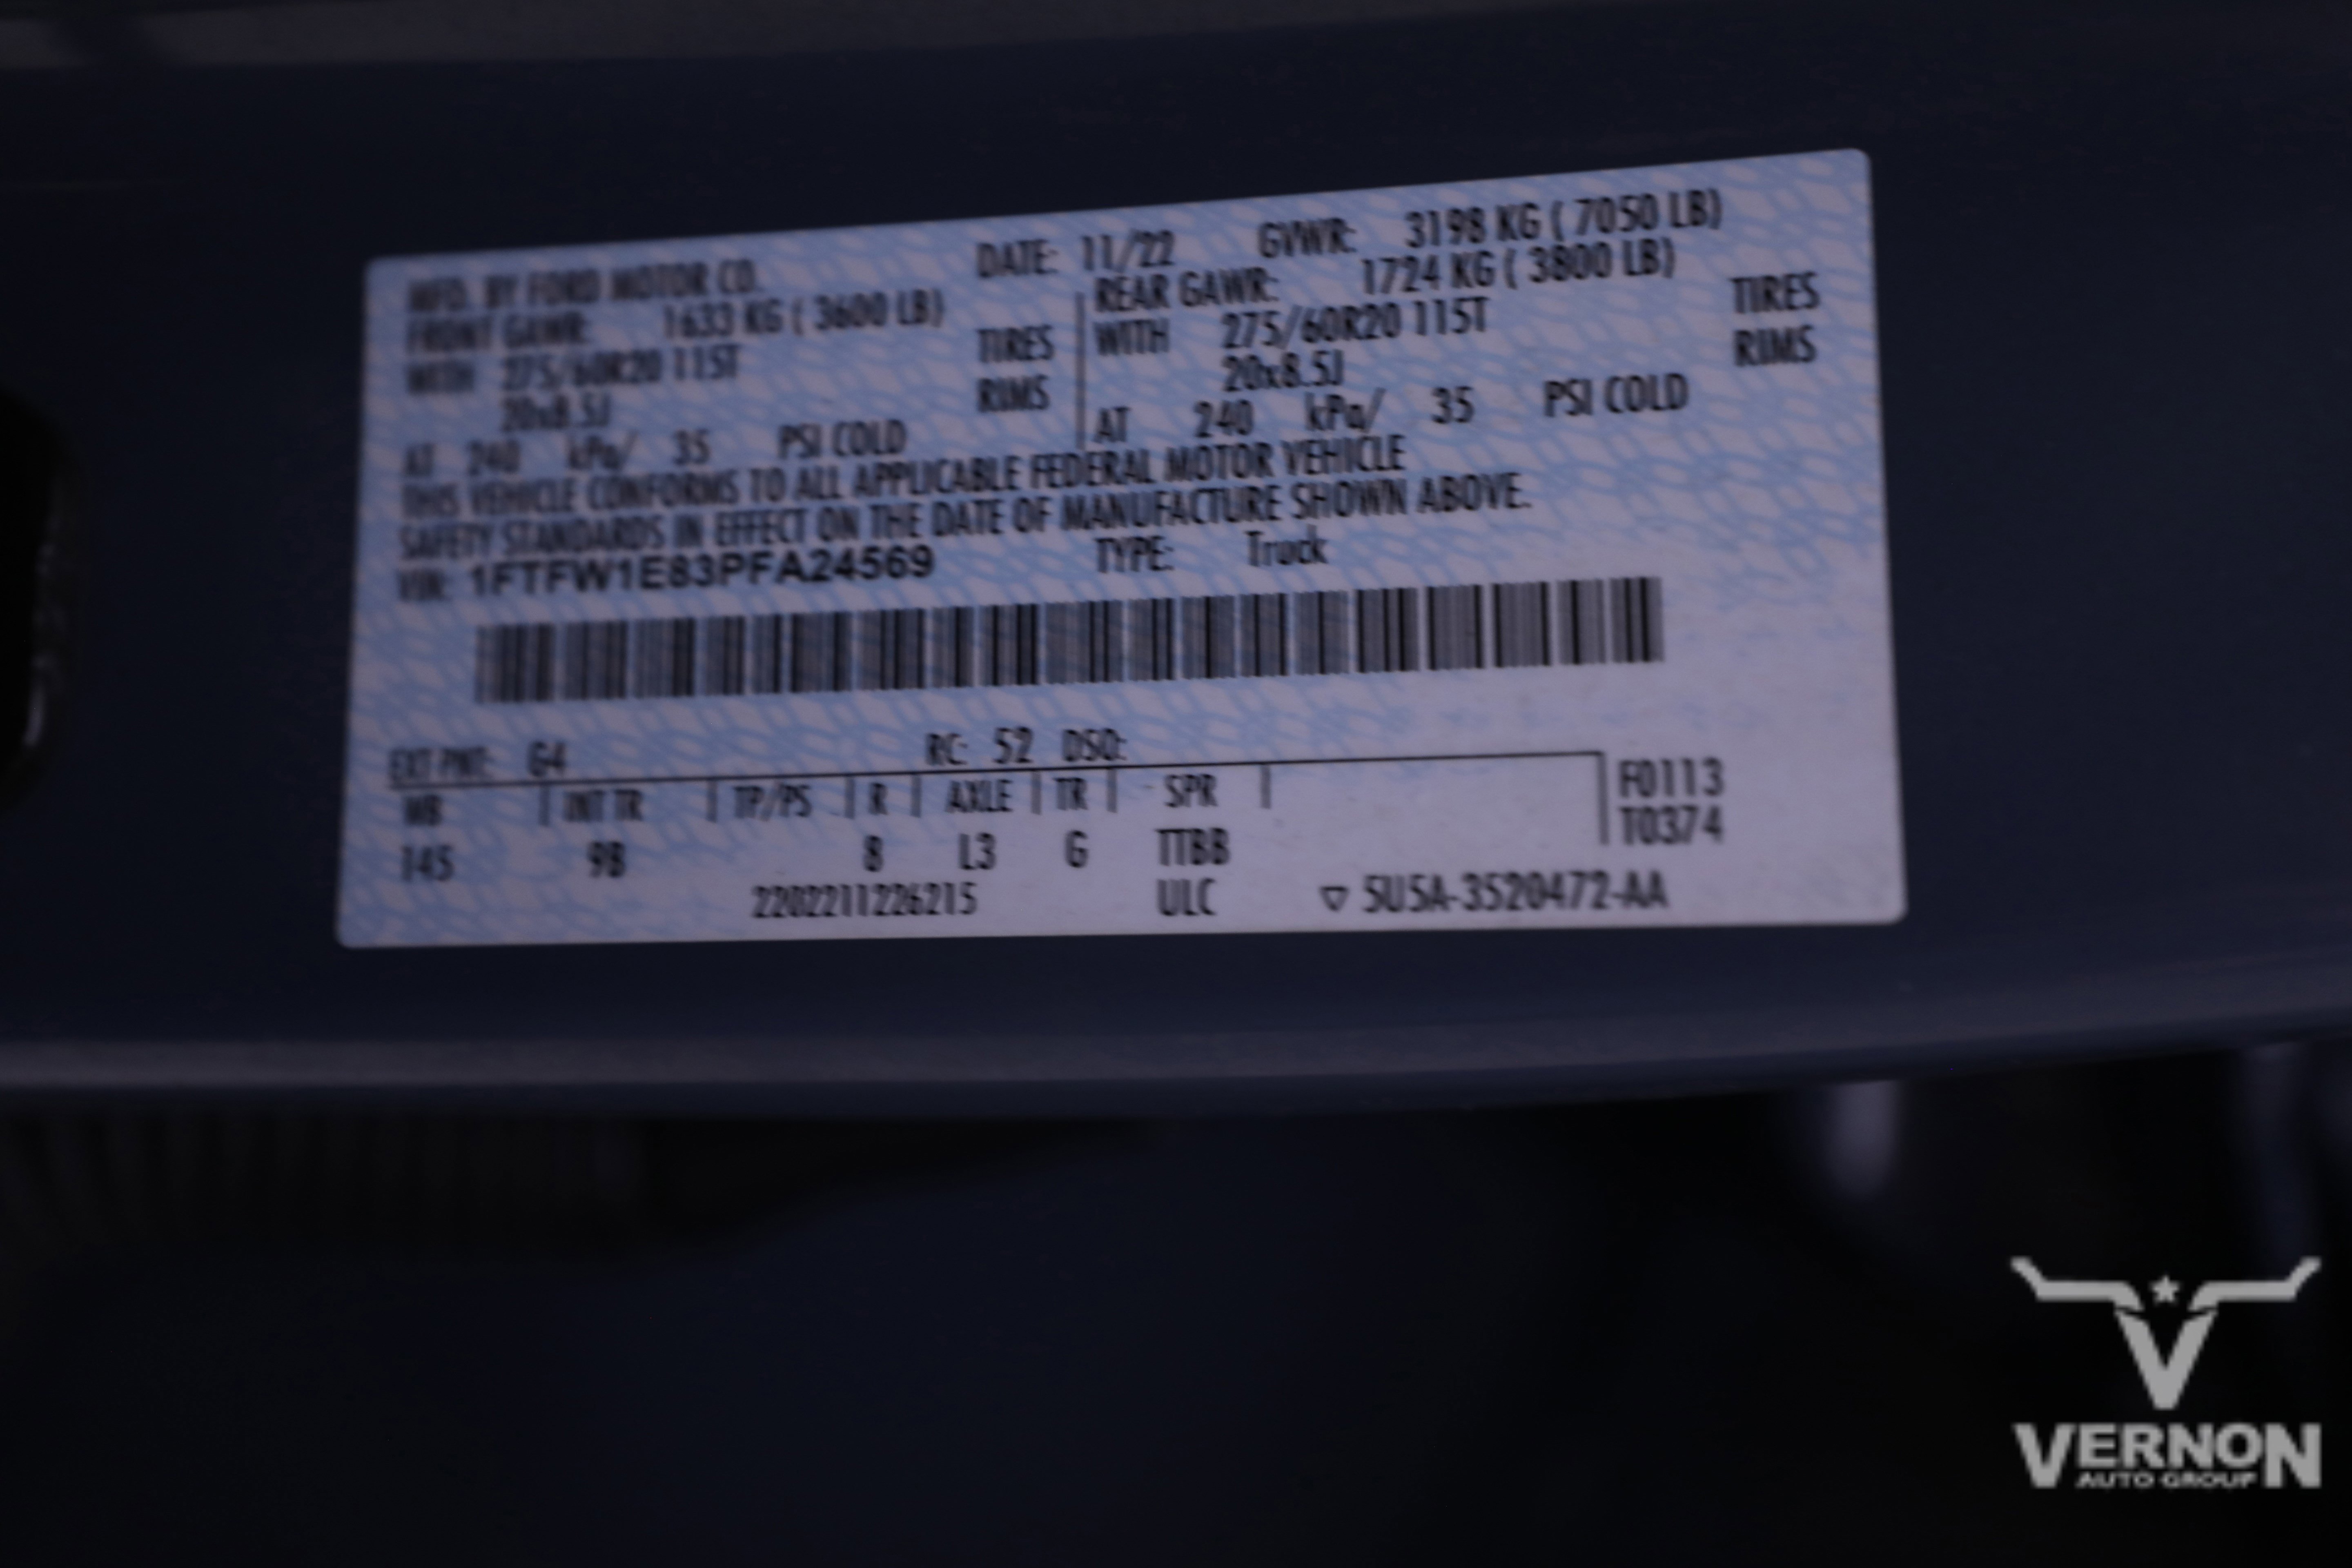 MFD. BY FORD MOTOR CO. DATE: 11/22 GVWR: 3198 KG ( 7050 LB)
FRONT GAWR: 1633 KG ( 3600 LB) REAR GAWR: 1724 KG ( 3800 LB)
WITH 275/60R20 115T TIRES WITH 275/60R20 115T TIRES
20x8.5J RIMS 20x8.5J RIMS
AT 240 kPa/ 35 PSI COLD AT 240 kPa/ 35 PSI COLD
THIS VEHICLE CONFORMS TO ALL APPLICABLE FEDERAL MOTOR VEHICLE
SAFETY STANDARDS IN EFFECT ON THE DATE OF MANUFACTURE SHOWN ABOVE.
VIN: 1FTFW1E83PFA24569 TYPE: Truck
EXT PNT: G4 RC: 52 DSO:
WB INT TR TP/PS R AXLE TR SPR F0113
T0374
145 9B 8 L3 G TTBB
2202211226215 ULC ▽ 5U5A-3520472-AA
VERNON
AUTO GROUP